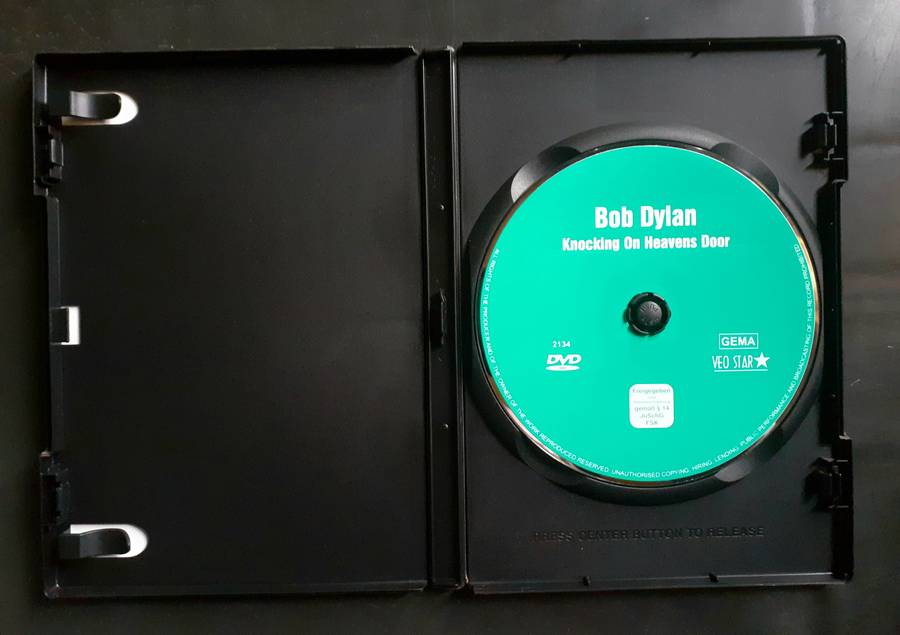 Bob Dylan
Knocking On Heavens Door
2134
DVD
GEMA
VEO STAR
Freigegeben
gemäß § 14
JuSchG
FSK
ALL RIGHTS OF THE PRODUCER AND OF THE OWNER OF THE WORK REPRODUCED RESERVED. UNAUTHORISED COPYING, HIRING, LENDING, PUBLIC PERFORMANCE AND BROADCASTING OF THIS RECORD PROHIBITED
PRESS CENTER BUTTON TO RELEASE